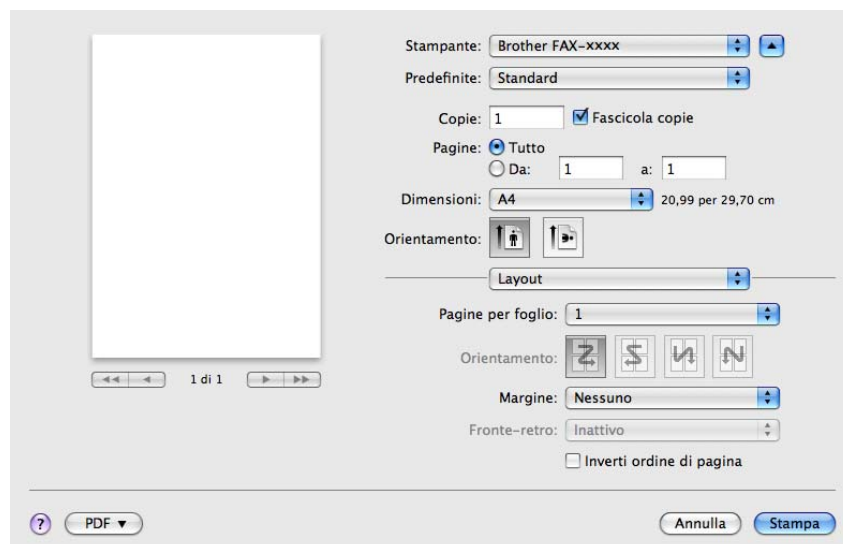 Stampante: Brother FAX-xxxx
Predefinite: Standard
Copie: 1 Fascicola copie
Pagine: Tutto
Da: 1 a: 1
Dimensioni: A4 20,99 per 29,70 cm
Orientamento:
Layout
Pagine per foglio: 1
Orientamento:
Margine: Nessuno
Fronte-retro: Inattivo
Inverti ordine di pagina
1 di 1
? PDF Annulla Stampa